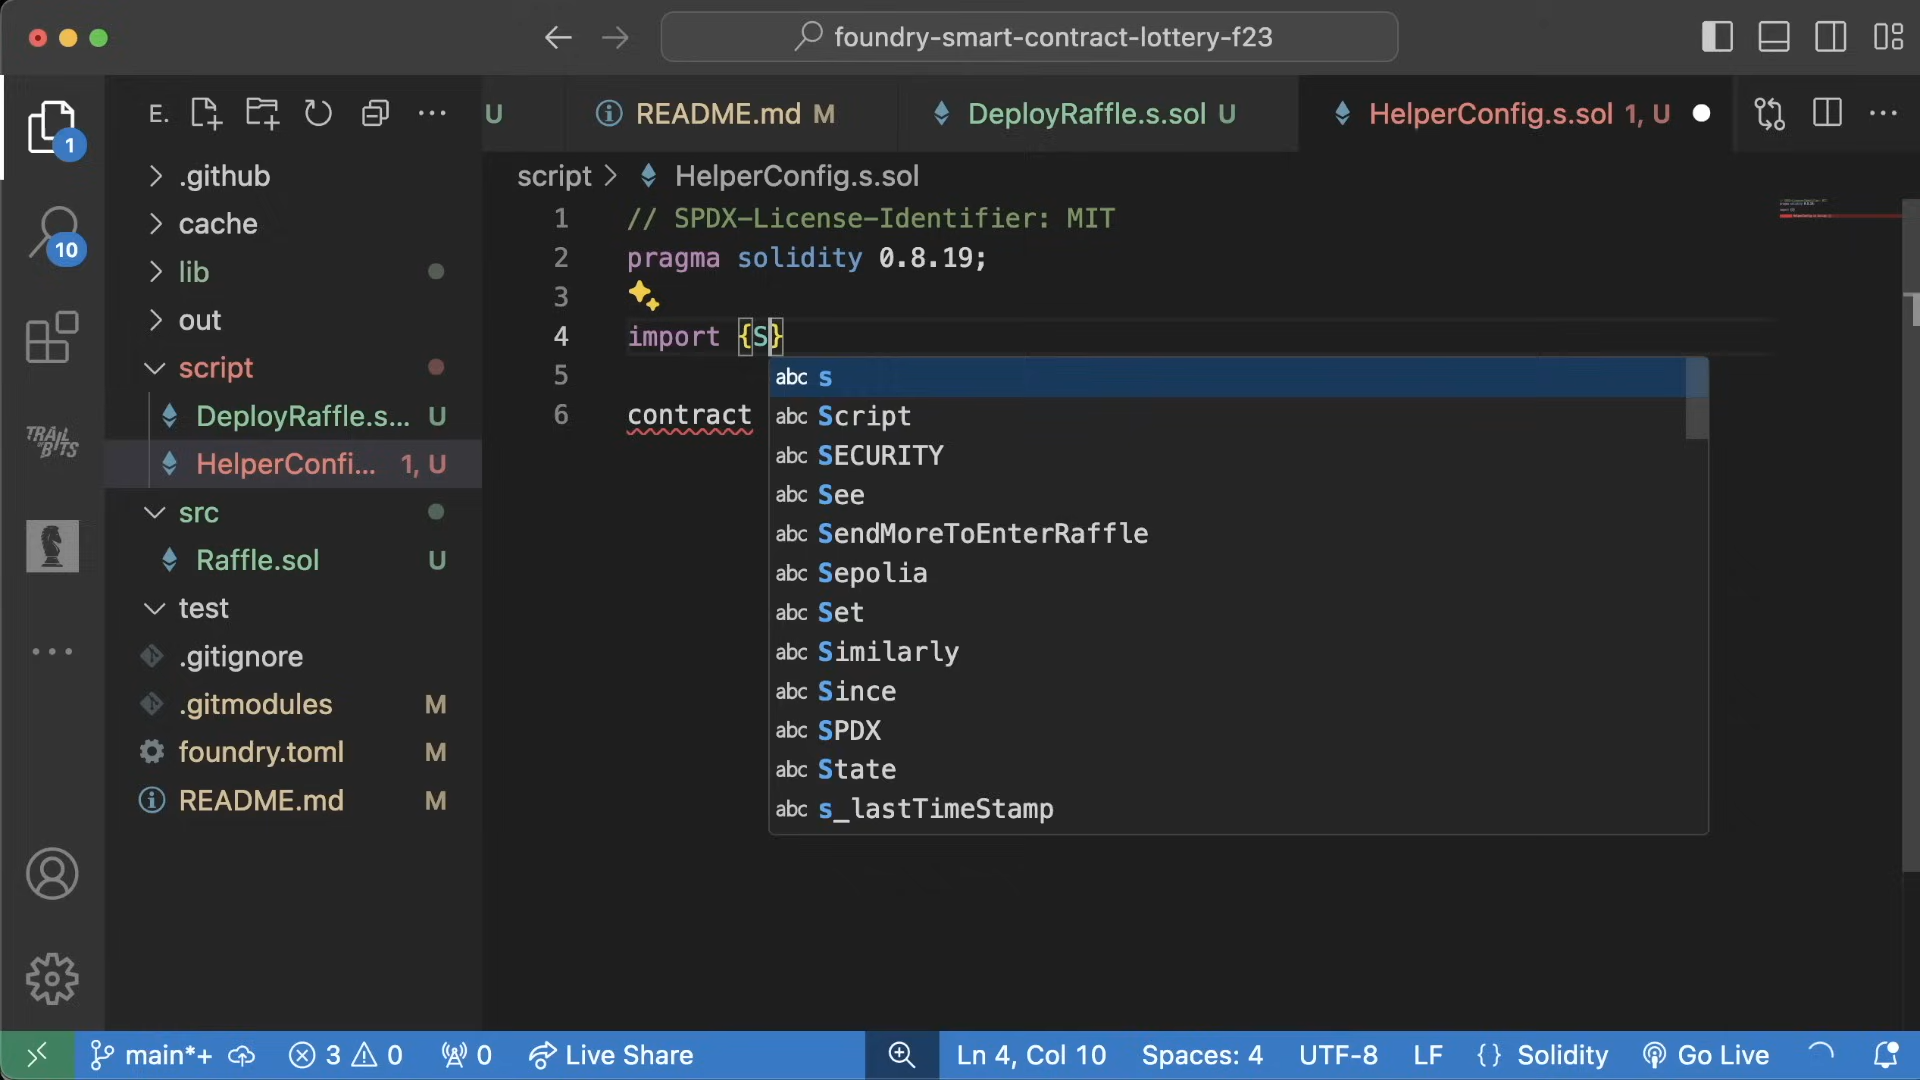 foundry-smart-contract-lottery-f23
E.
U
README.md M
DeployRaffle.s.sol U
HelperConfig.s.sol 1, U
script > HelperConfig.s.sol
1 // SPDX-License-Identifier: MIT
2 pragma solidity 0.8.19;
3
4 import {S}
5
6 contract
abc s
abc Script
abc SECURITY
abc See
abc SendMoreToEnterRaffle
abc Sepolia
abc Set
abc Similarly
abc Since
abc SPDX
abc State
abc s_lastTimeStamp
.github
cache
lib
out
script
DeployRaffle.s... U
HelperConfi... 1, U
src
Raffle.sol U
test
.gitignore
.gitmodules M
foundry.toml M
README.md M
1
10
TRAIL OF BITS
main*+
3
0
0
Live Share
Ln 4, Col 10
Spaces: 4
UTF-8
LF
{} Solidity
Go Live